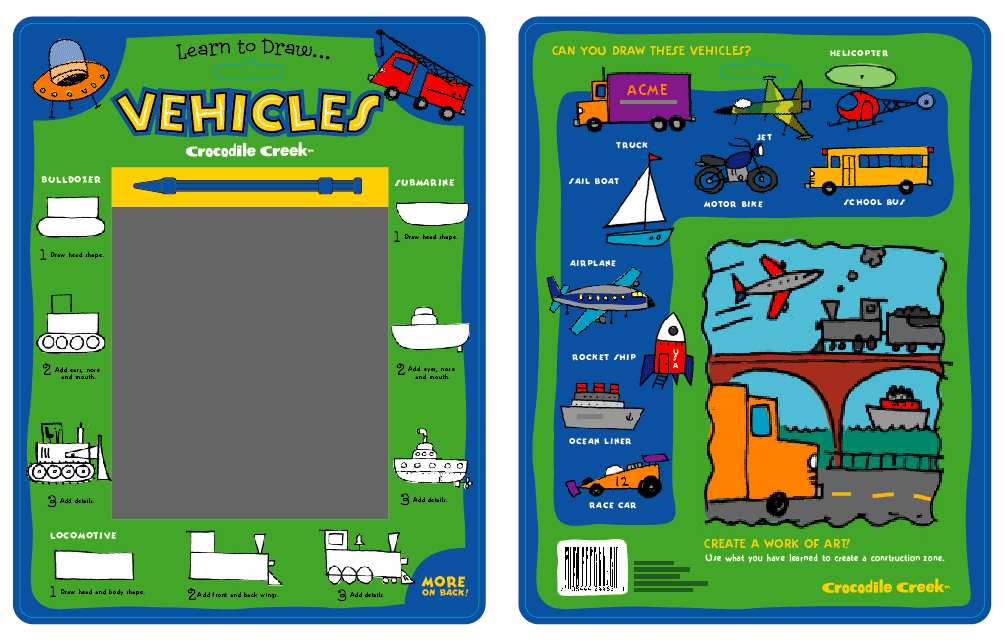 Learn to Draw...
VEHICLES
Crocodile Creek™
BULLDOZER
1 Draw head shape.
2 Add ears, nose
and mouth.
3 Add details.
SUBMARINE
1 Draw head shape.
2 Add eyes, nose
and mouth.
3 Add details.
LOCOMOTIVE
1 Draw head and body shape.
2 Add front and back wings.
3 Add details.
MORE
ON BACK!
CAN YOU DRAW THESE VEHICLES?
HELICOPTER
ACME
TRUCK
JET
SAIL BOAT
MOTOR BIKE
SCHOOL BUS
AIRPLANE
ROCKET SHIP
USA
OCEAN LINER
12
RACE CAR
CREATE A WORK OF ART!
Use what you have learned to create a construction zone.
Crocodile Creek™